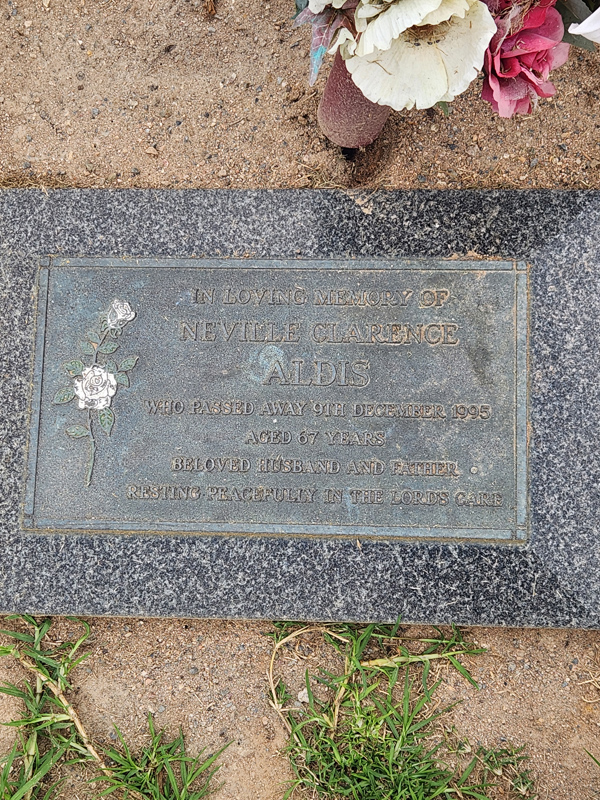 IN LOVING MEMORY OF
NEVILLE CLARENCE
ALDIS
WHO PASSED AWAY 9TH DECEMBER 1995
AGED 67 YEARS
BELOVED HUSBAND AND FATHER
RESTING PEACEFULLY IN THE LORDS CARE